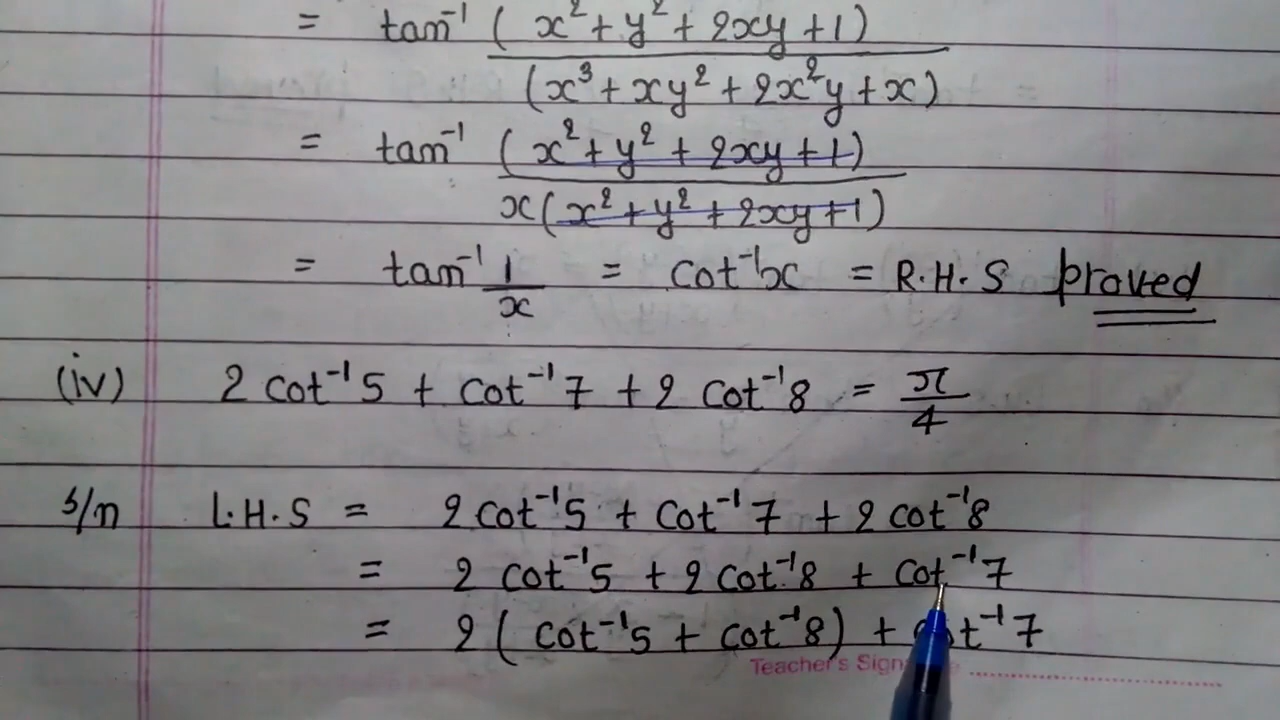 = tan⁻¹ (x² + y² + 2xy + 1)
(x³ + xy² + 2x²y + x)
= tan⁻¹ (x² + y² + 2xy + 1)
x(x² + y² + 2xy + 1)
= tan⁻¹ 1/x = cot⁻¹x = R.H.S proved
(iv) 2 cot⁻¹5 + cot⁻¹7 + 2 cot⁻¹8 = π/4
s/n L.H.S = 2 cot⁻¹5 + cot⁻¹7 + 2 cot⁻¹8
= 2 cot⁻¹5 + 2 cot⁻¹8 + cot⁻¹7
= 2 (cot⁻¹5 + cot⁻¹8) + cot⁻¹7
Teacher's